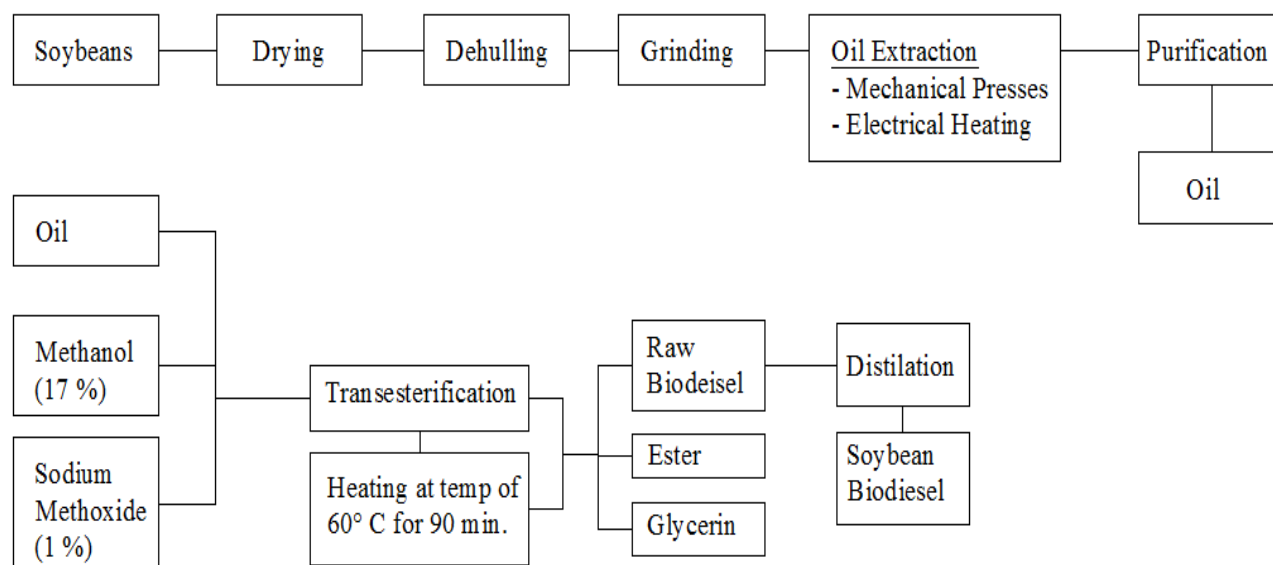 Soybeans
Drying
Dehulling
Grinding
Oil Extraction
- Mechanical Presses
- Electrical Heating
Purification
Oil
Oil
Methanol
(17 %)
Sodium
Methoxide
(1 %)
Transesterification
Heating at temp of
60° C for 90 min.
Raw
Biodeisel
Ester
Glycerin
Distilation
Soybean
Biodiesel